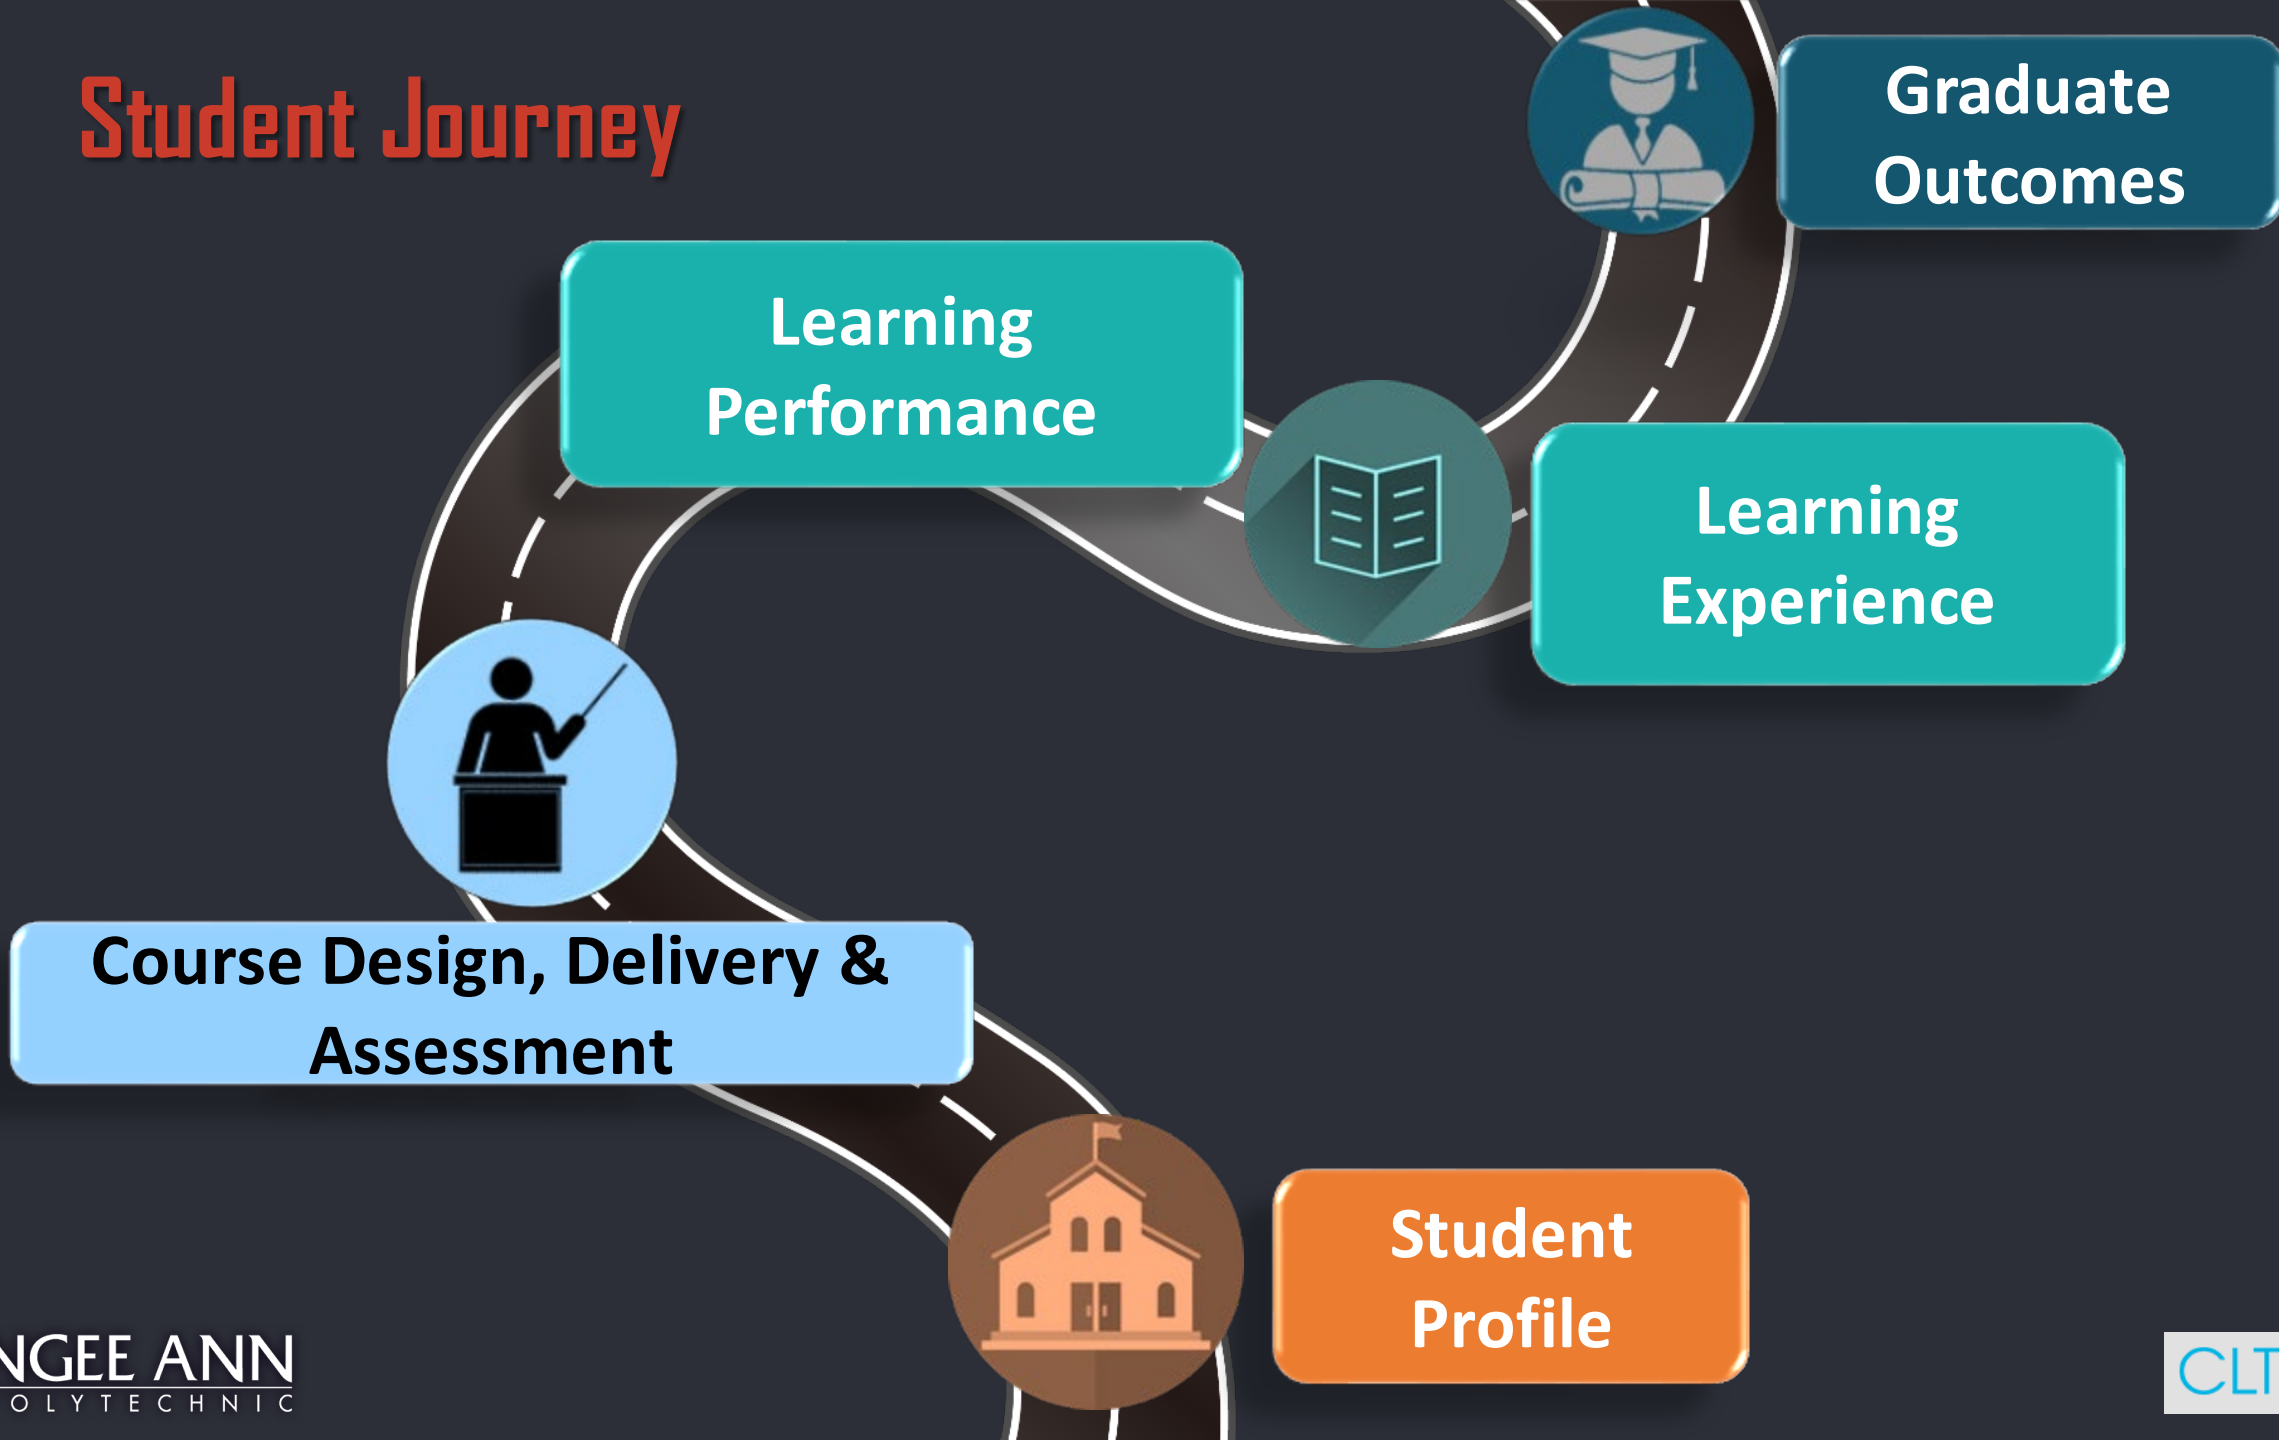 Student Journey
Graduate
Outcomes
Learning
Performance
Learning
Experience
Course Design, Delivery &
Assessment
Student
Profile
NGEE ANN
OLYTECHNIC
CLT